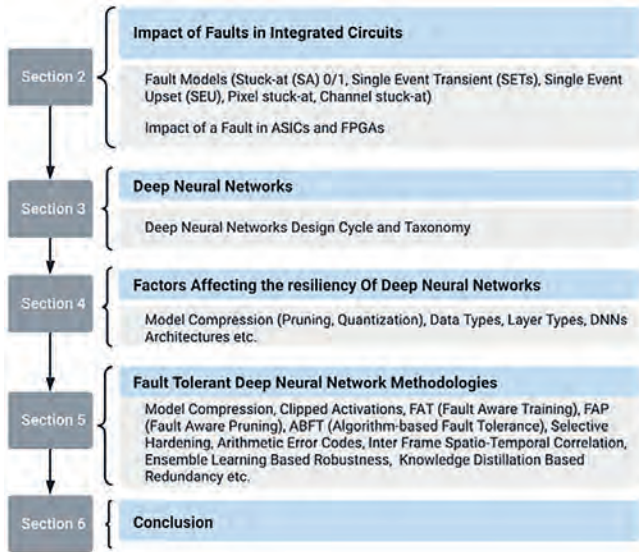 Section 2
Impact of Faults in Integrated Circuits
Fault Models (Stuck-at (SA) 0/1, Single Event Transient (SETs), Single Event
Upset (SEU), Pixel stuck-at, Channel stuck-at)
Impact of a Fault in ASICs and FPGAs
Section 3
Deep Neural Networks
Deep Neural Networks Design Cycle and Taxonomy
Section 4
Factors Affecting the resiliency Of Deep Neural Networks
Model Compression (Pruning, Quantization), Data Types, Layer Types, DNNs
Architectures etc.
Section 5
Fault Tolerant Deep Neural Network Methodologies
Model Compression, Clipped Activations, FAT (Fault Aware Training), FAP
(Fault Aware Pruning), ABFT (Algorithm-based Fault Tolerance), Selective
Hardening, Arithmetic Error Codes, Inter Frame Spatio-Temporal Correlation,
Ensemble Learning Based Robustness, Knowledge Distillation Based
Redundancy etc.
Section 6
Conclusion